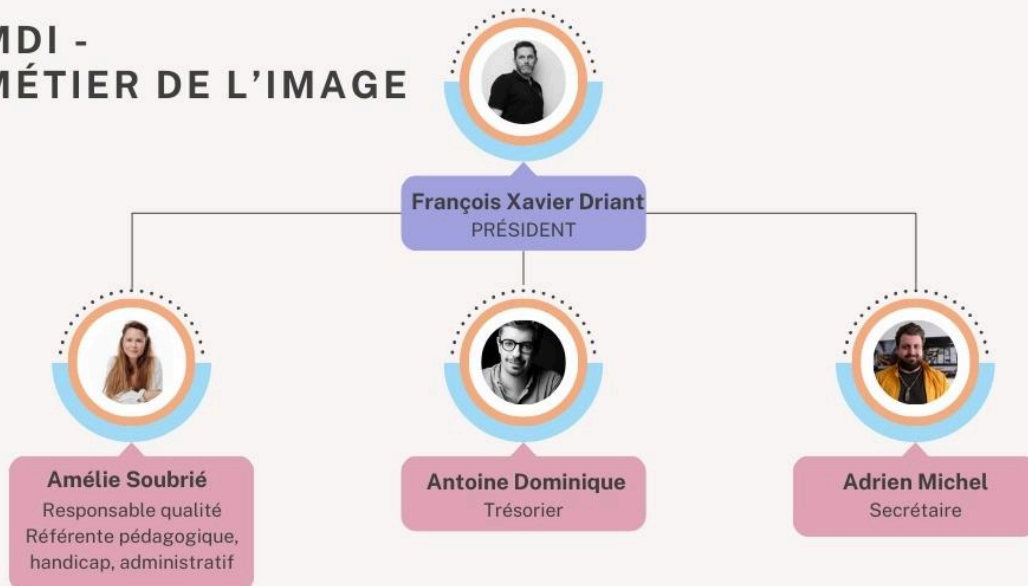 MDI -
MÉTIER DE L'IMAGE
François Xavier Driant
PRÉSIDENT
Amélie Soubrié
Responsable qualité
Référente pédagogique,
handicap, administratif
Antoine Dominique
Trésorier
Adrien Michel
Secrétaire